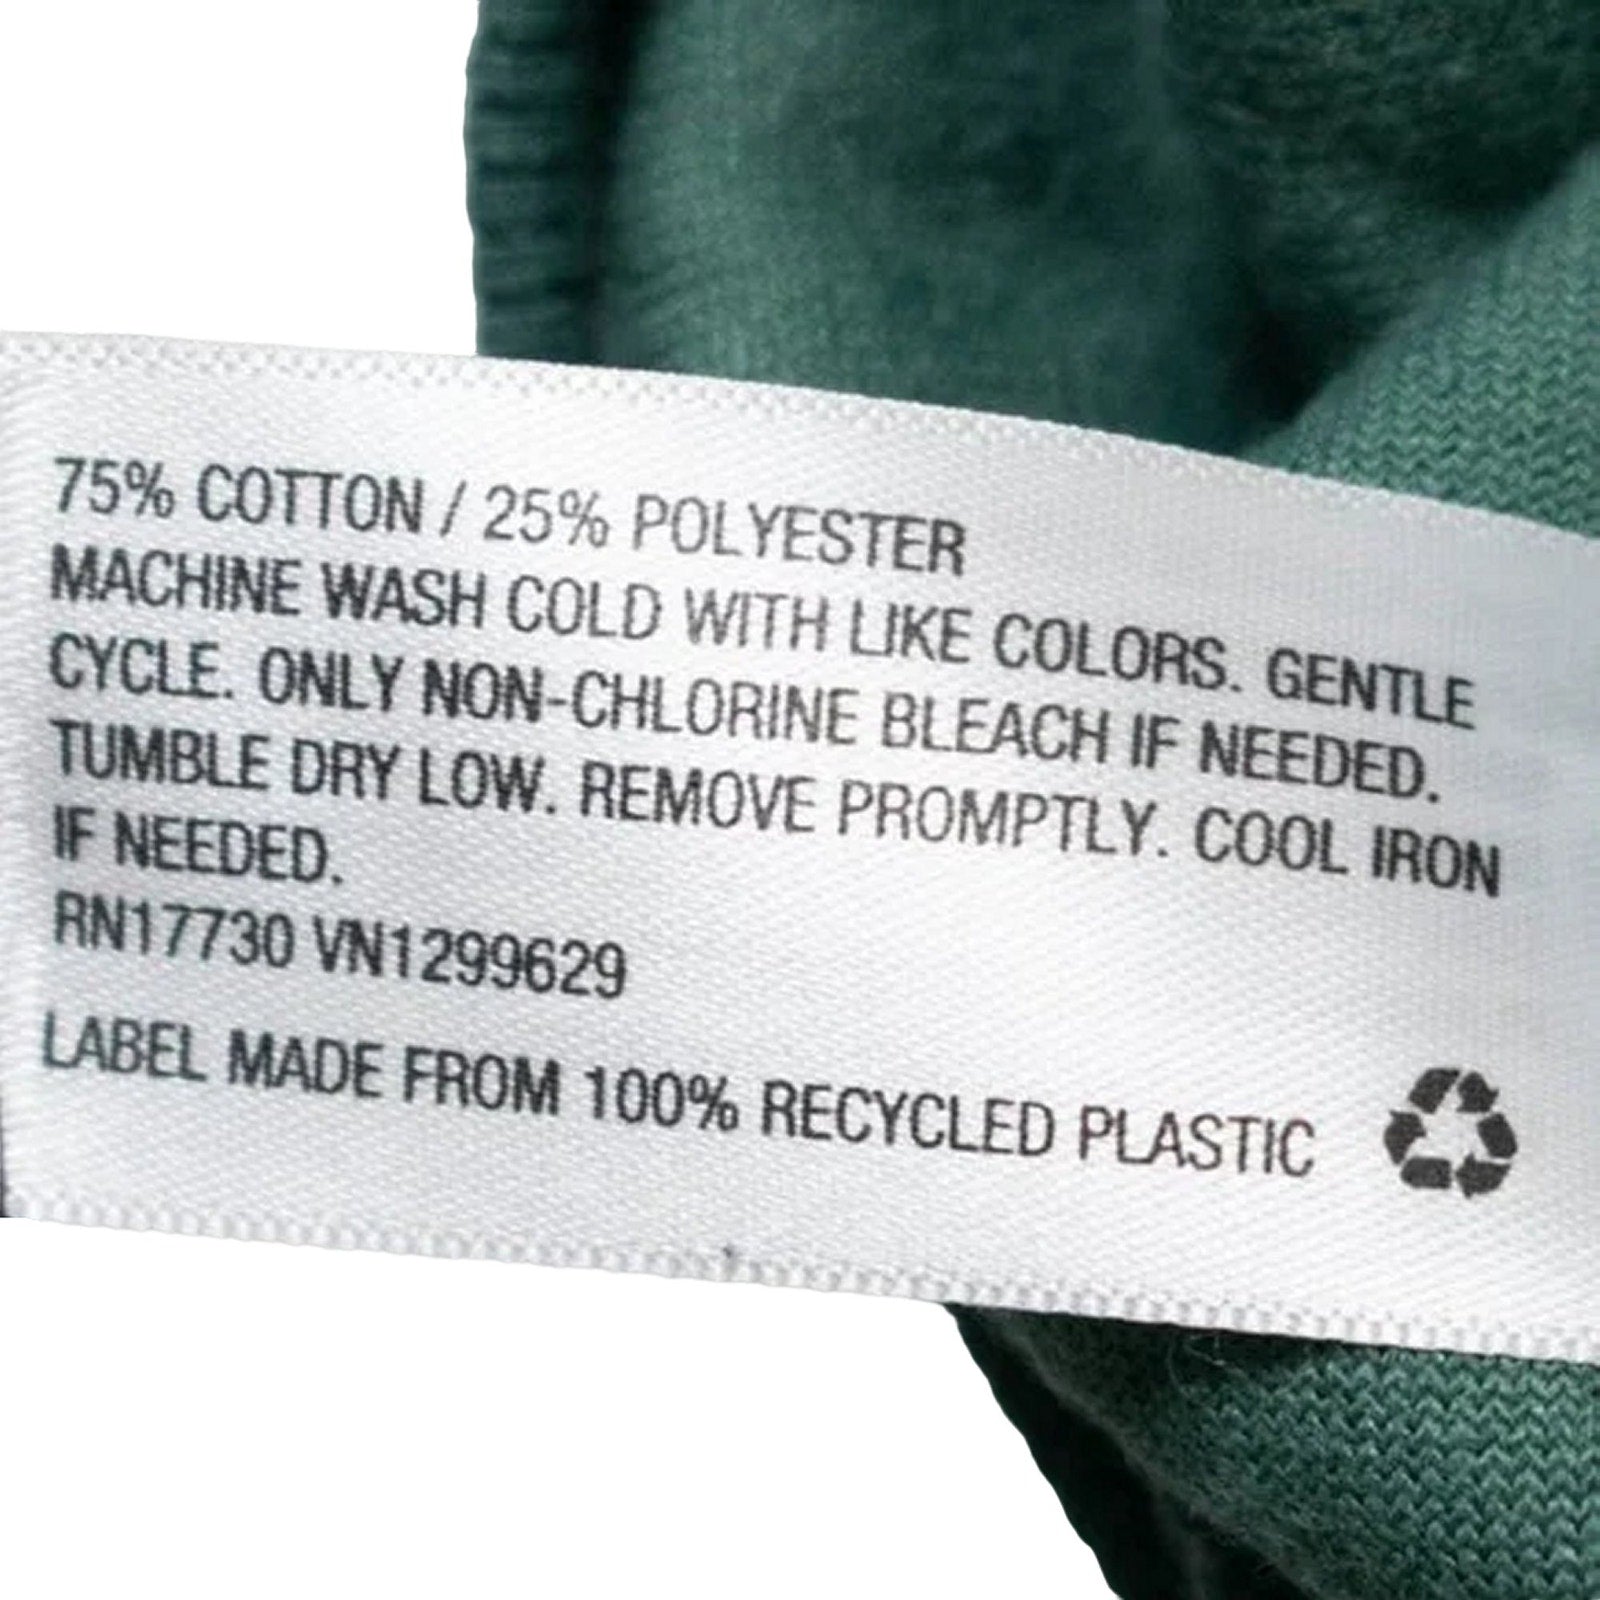 75% COTTON / 25% POLYESTER
MACHINE WASH COLD WITH LIKE COLORS. GENTLE
CYCLE. ONLY NON-CHLORINE BLEACH IF NEEDED.
TUMBLE DRY LOW. REMOVE PROMPTLY. COOL IRON
IF NEEDED.
RN17730 VN1299629
LABEL MADE FROM 100% RECYCLED PLASTIC